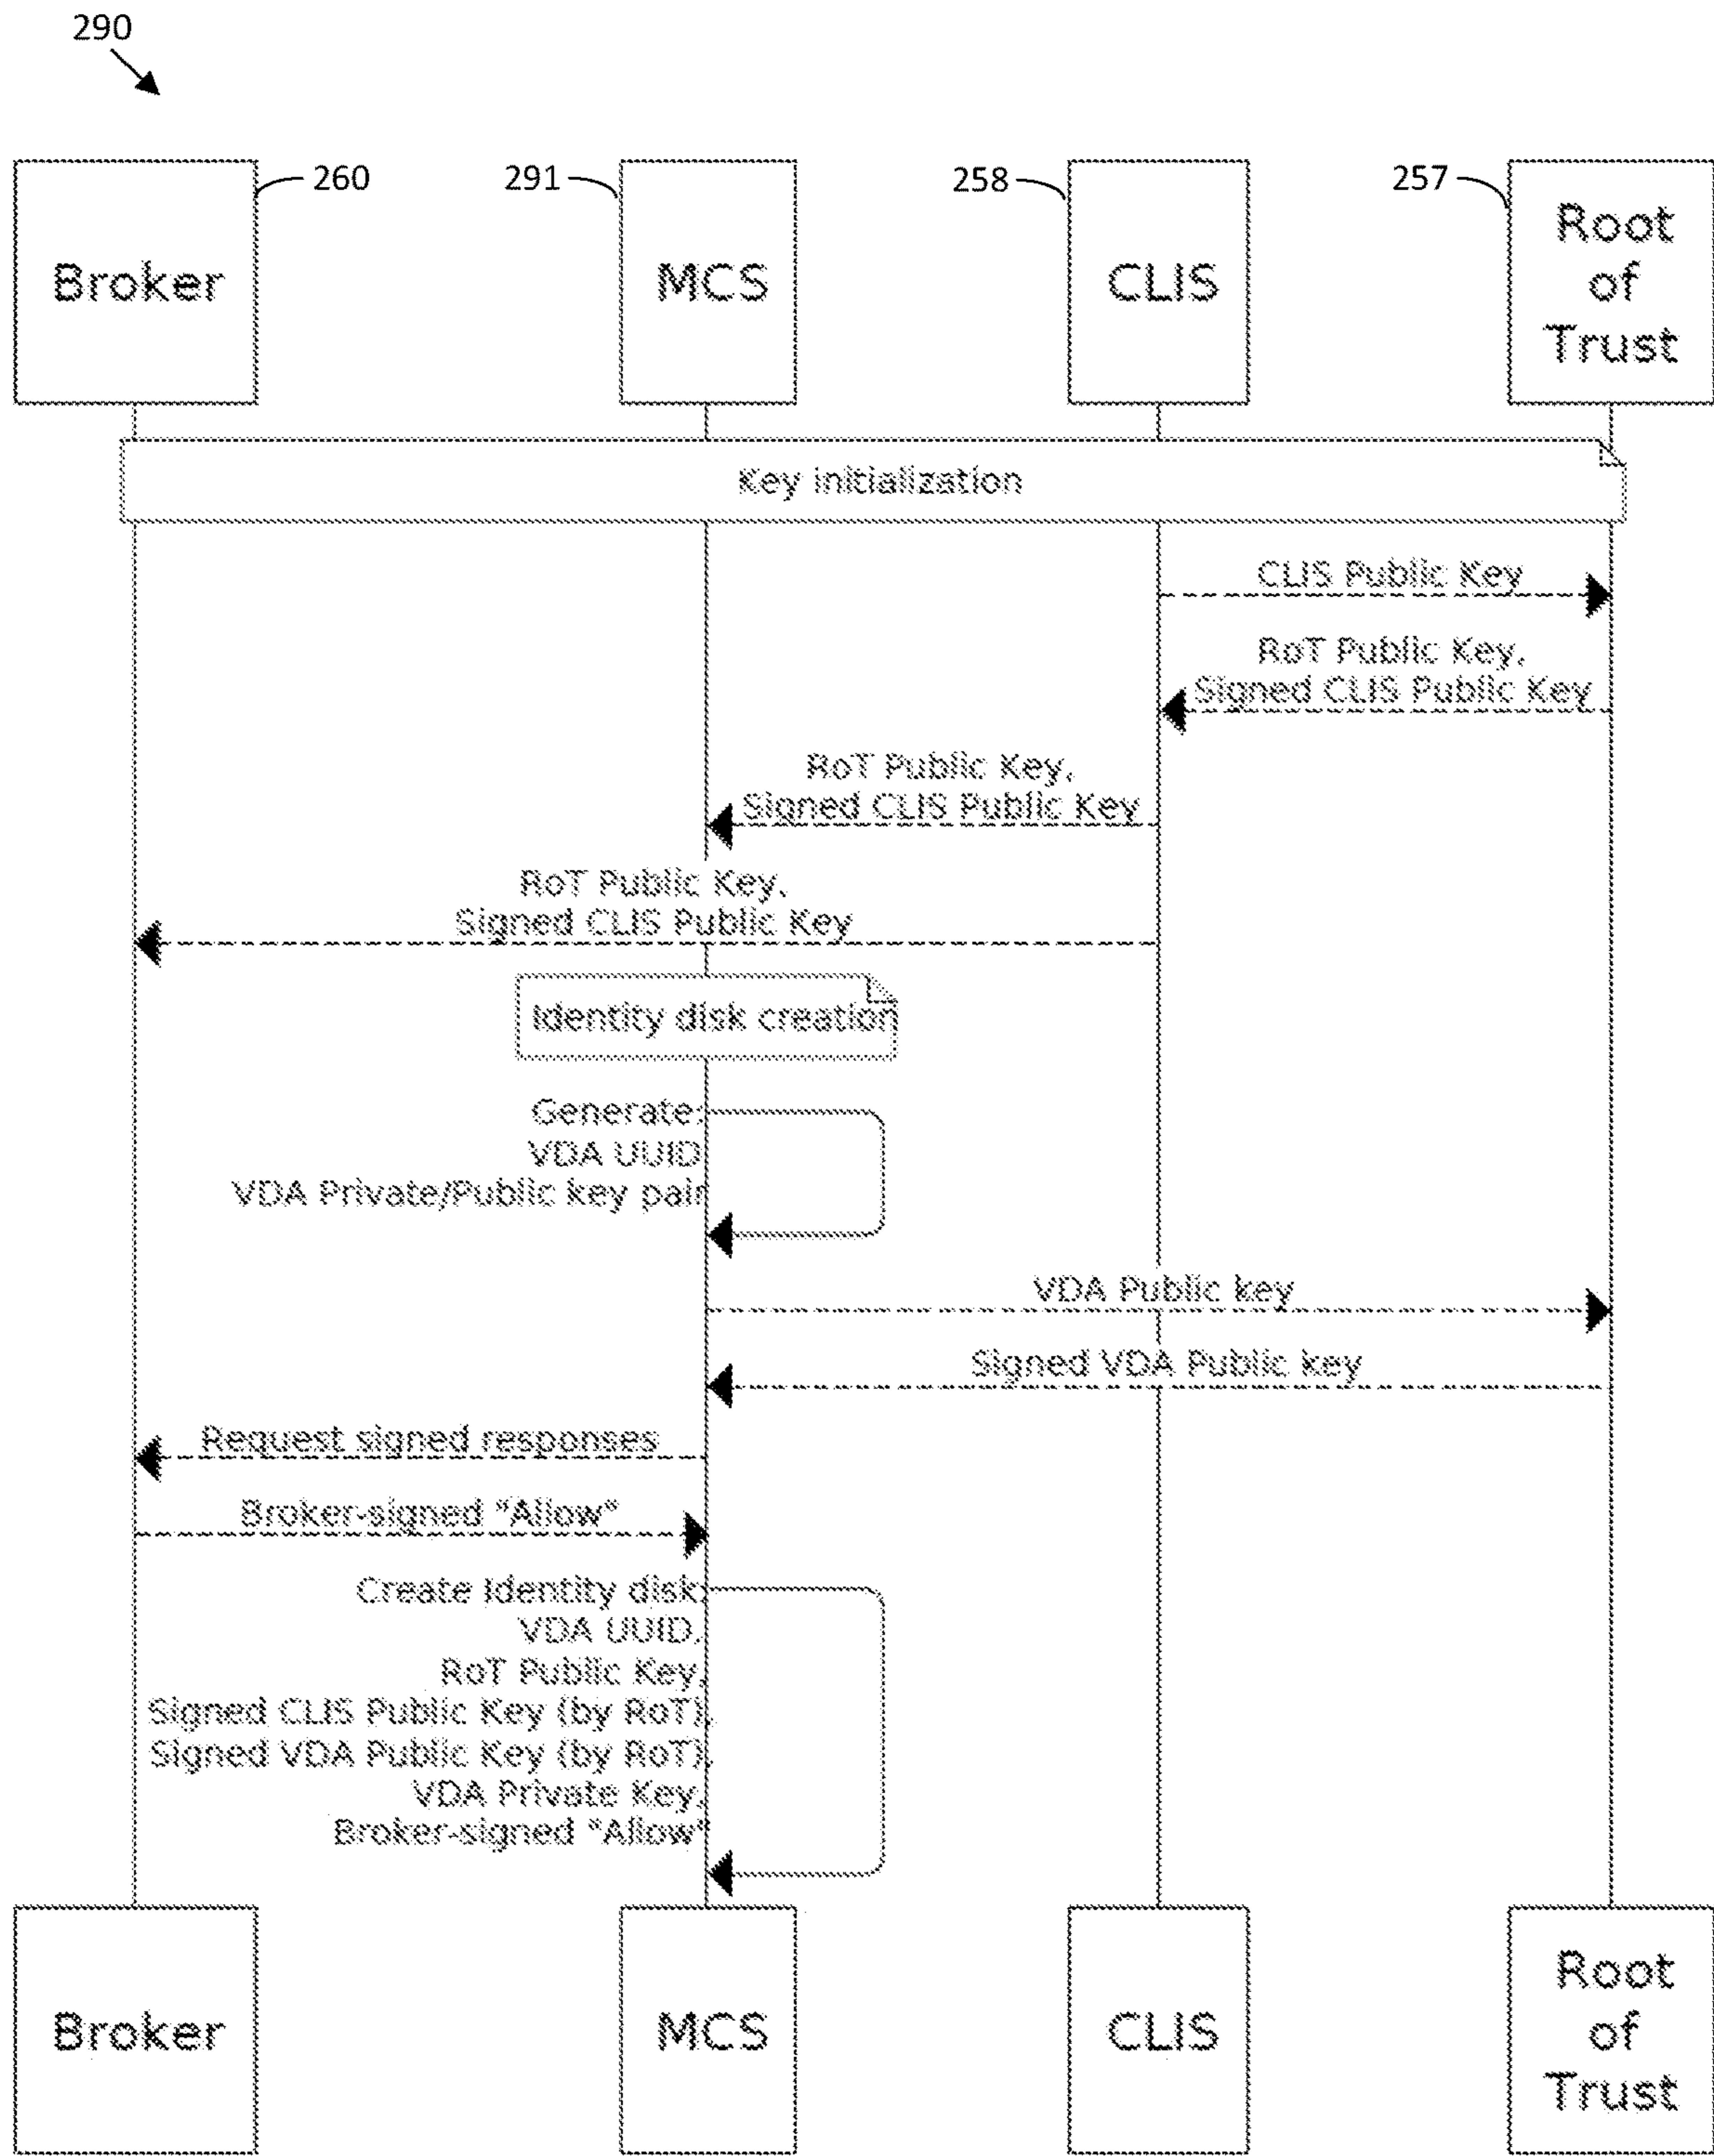 290
260
291
258
257
Broker
MCS
CLIS
Root
of
Trust
Key initialization
CLIS Public Key
RoT Public Key,
Signed CLIS Public Key
RoT Public Key,
Signed CLIS Public Key
RoT Public Key,
Signed CLIS Public Key
Identity disk creation
Generate:
VDA UUID
VDA Private/Public key pair
VDA Public key
Signed VDA Public key
Request signed responses
Broker-signed "Allow"
Create Identity disk:
VDA UUID,
RoT Public Key,
Signed CLIS Public Key (by RoT),
Signed VDA Public Key (by RoT),
VDA Private Key,
Broker-signed "Allow"
Broker
MCS
CLIS
Root
of
Trust